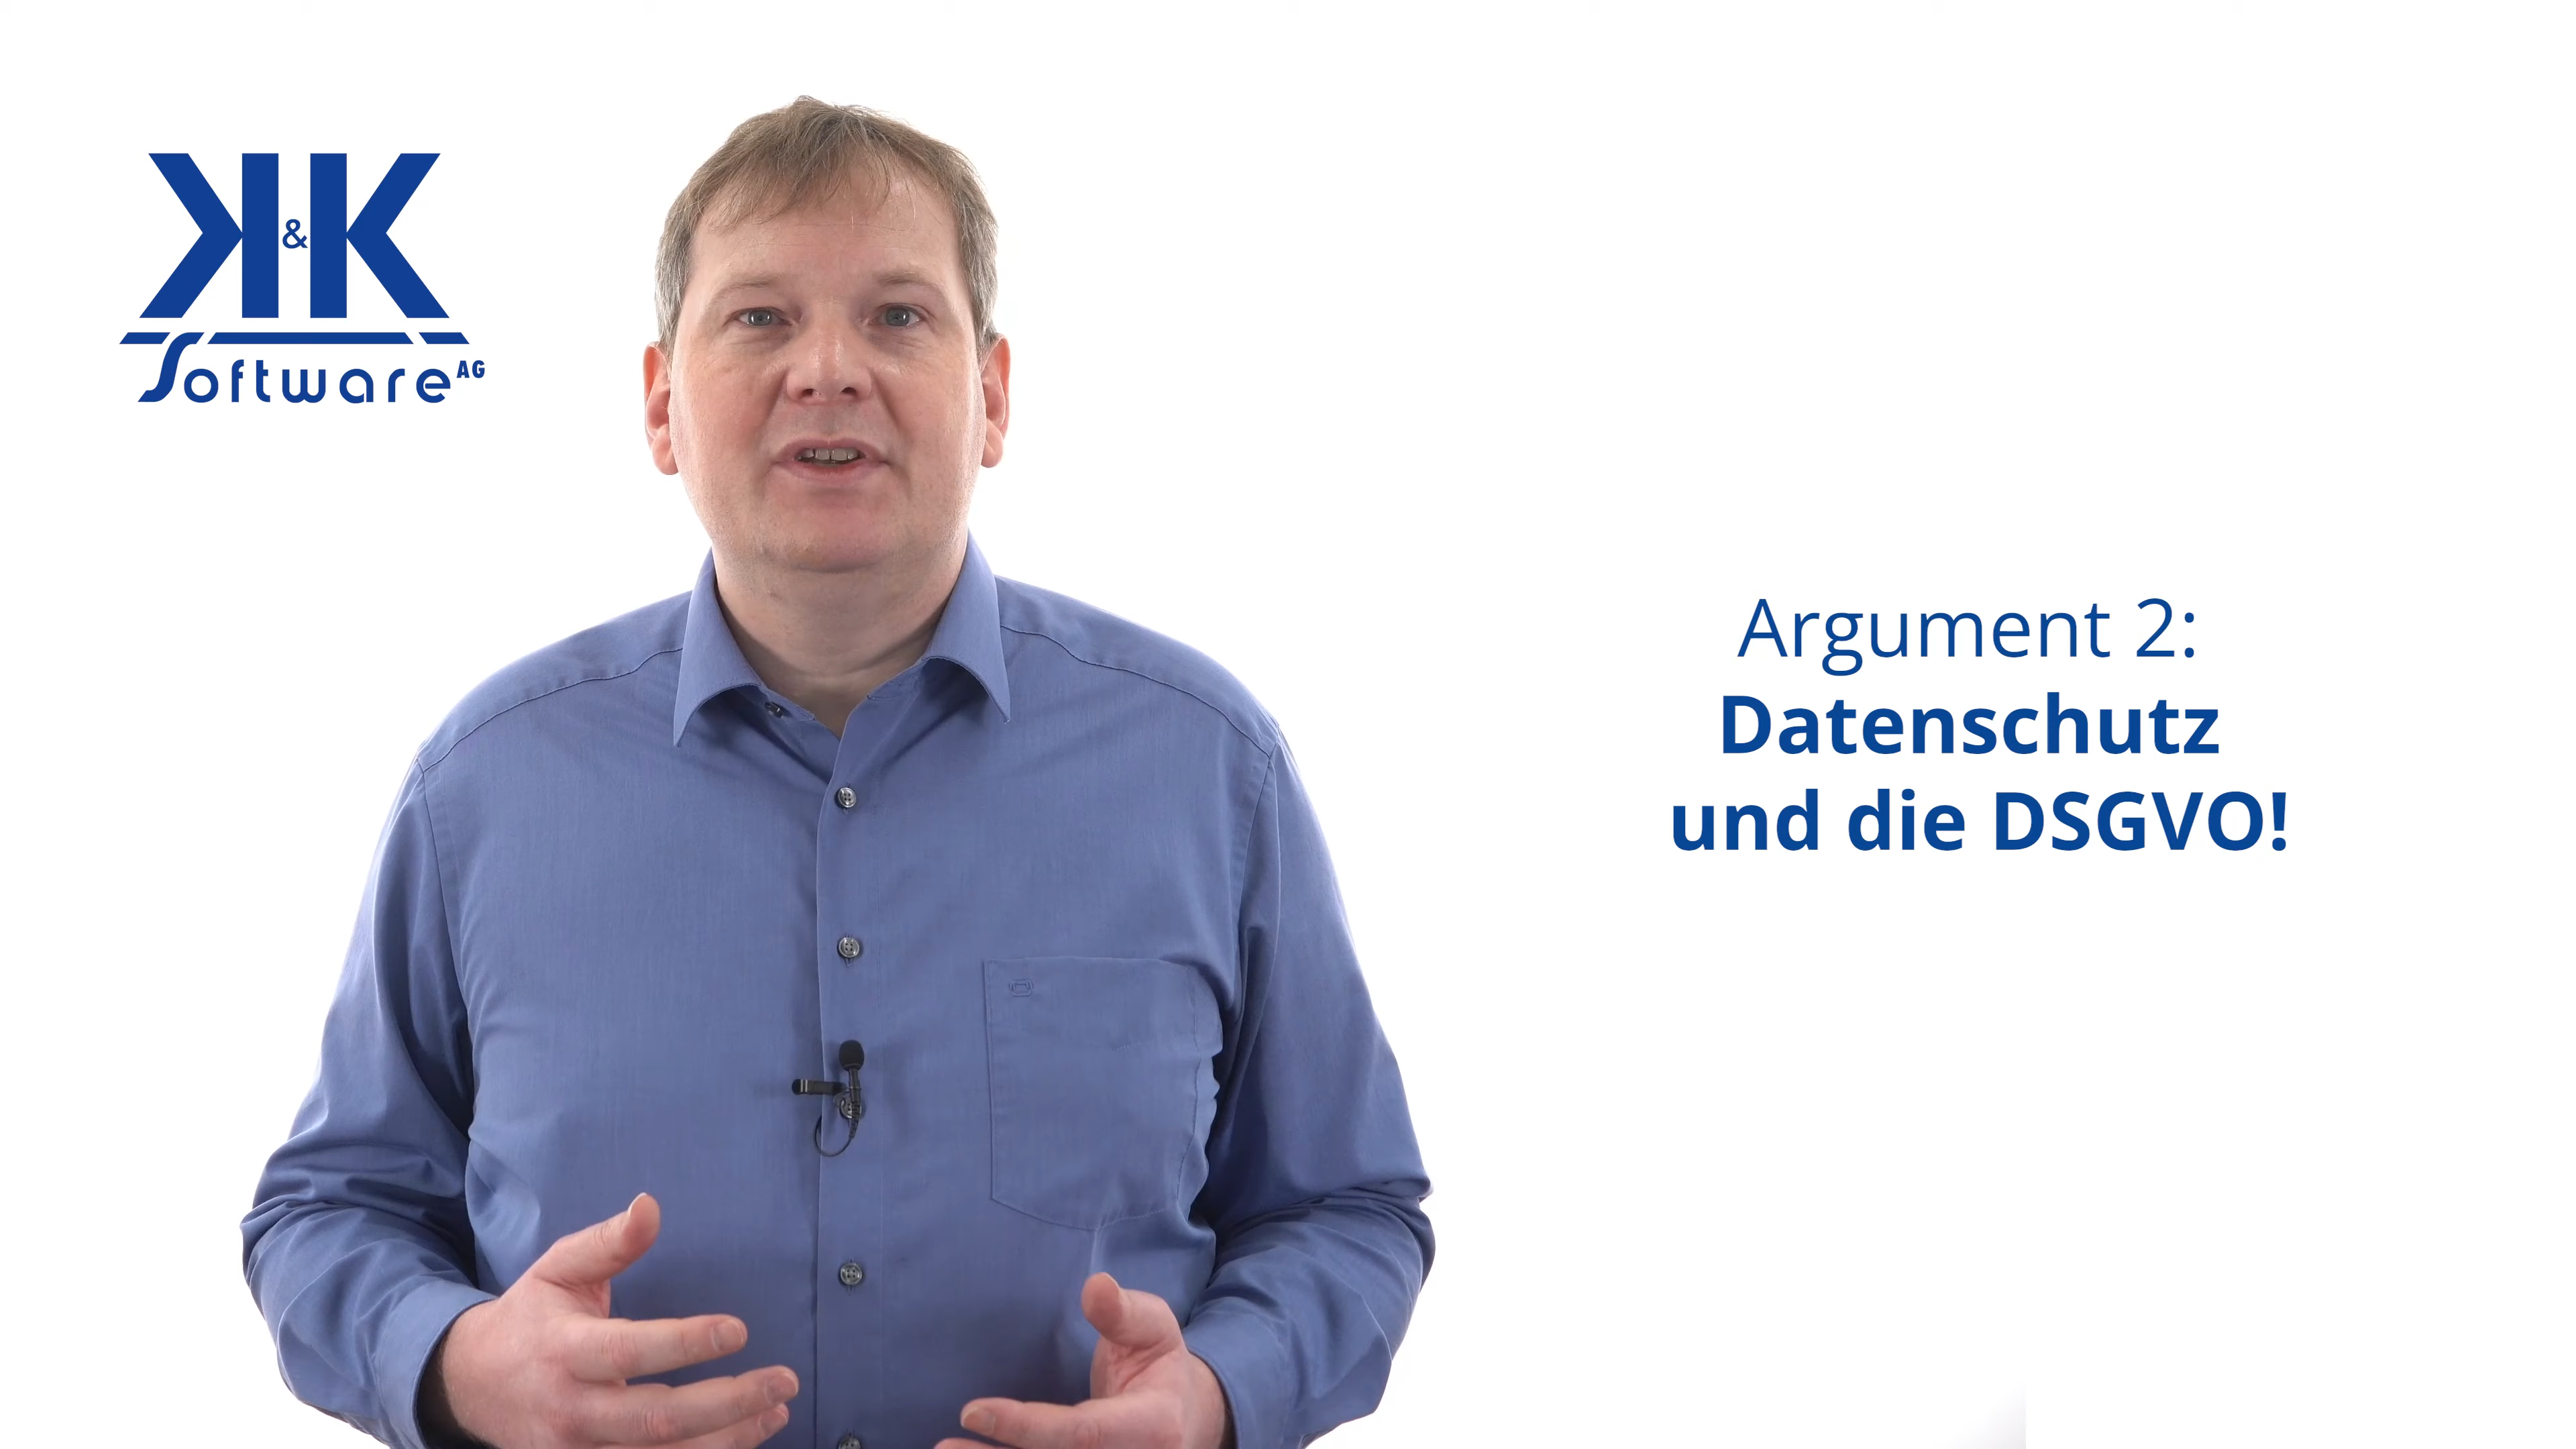 K&K
Software AG
Argument 2:
Datenschutz
und die DSGVO!